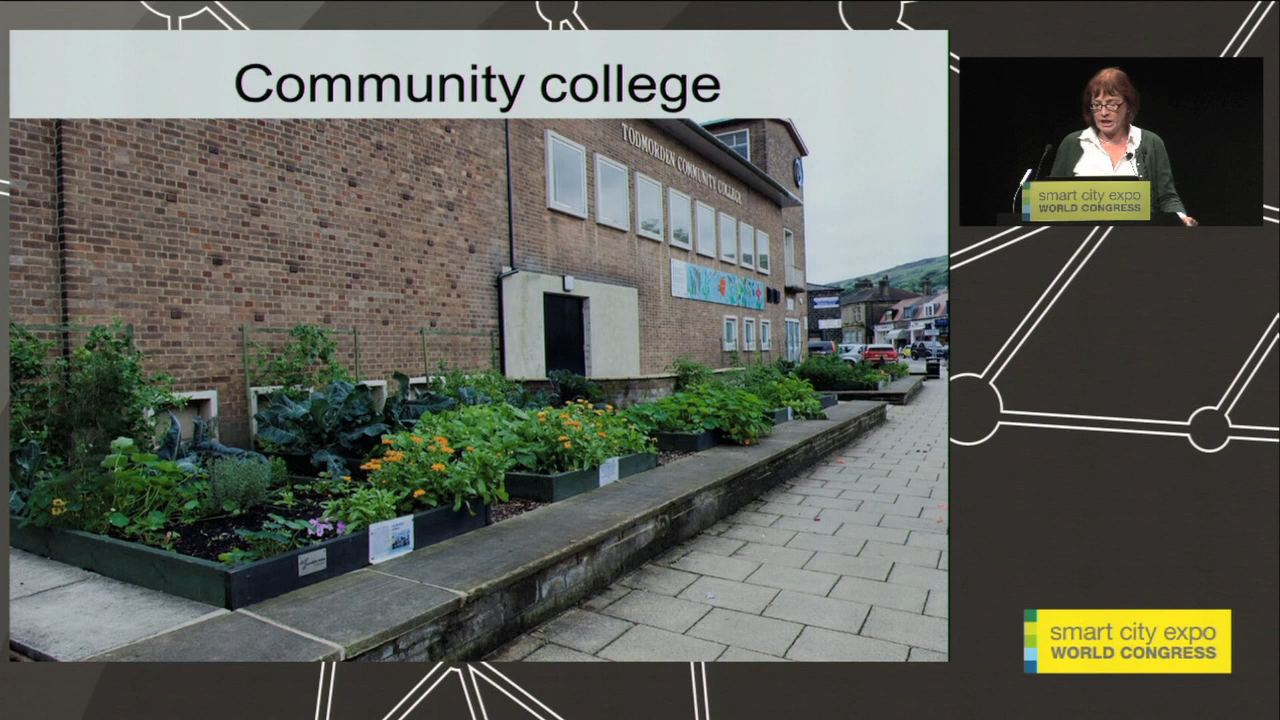 Community college
TODMORDEN COMMUNITY COLLEGE
smart city expo
WORLD CONGRESS
smart city expo
WORLD CONGRESS